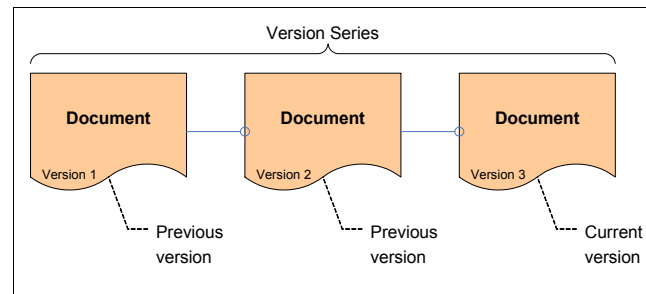 Version Series
Document
Document
Document
Version 1
Version 2
Version 3
Previous
version
Previous
version
Current
version